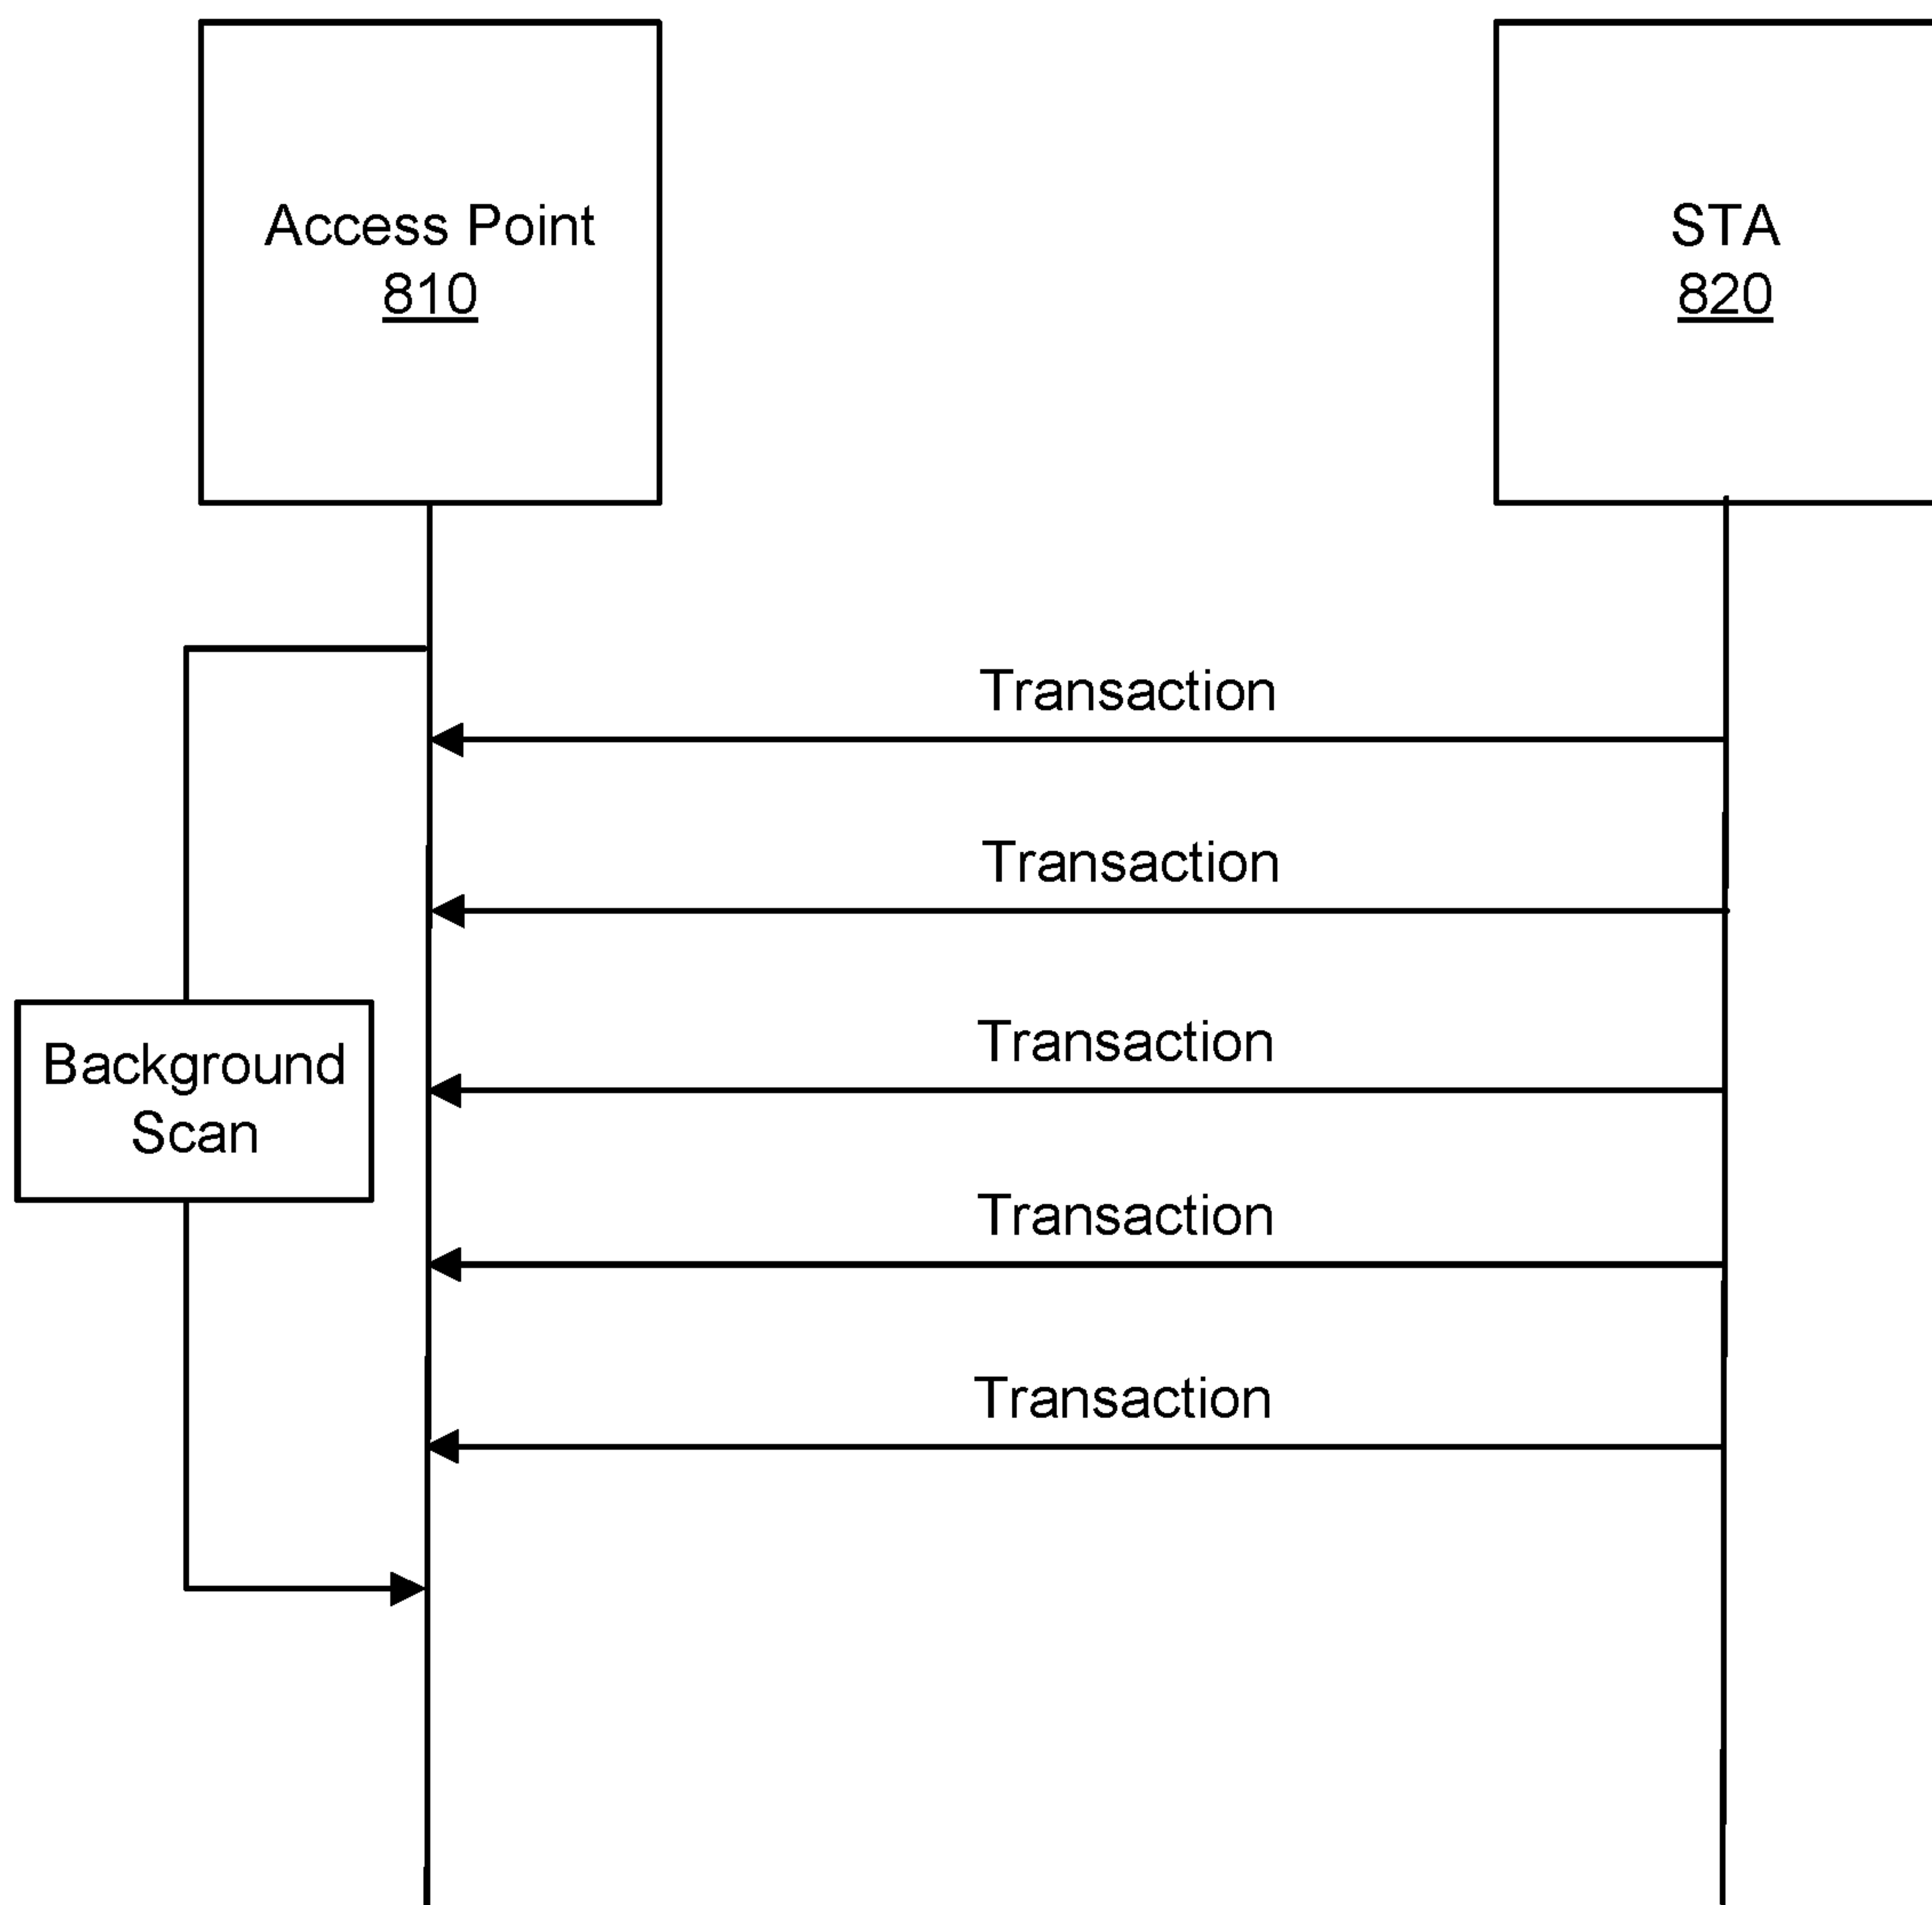 Access Point
810
STA
820
Transaction
Transaction
Background
Scan
Transaction
Transaction
Transaction